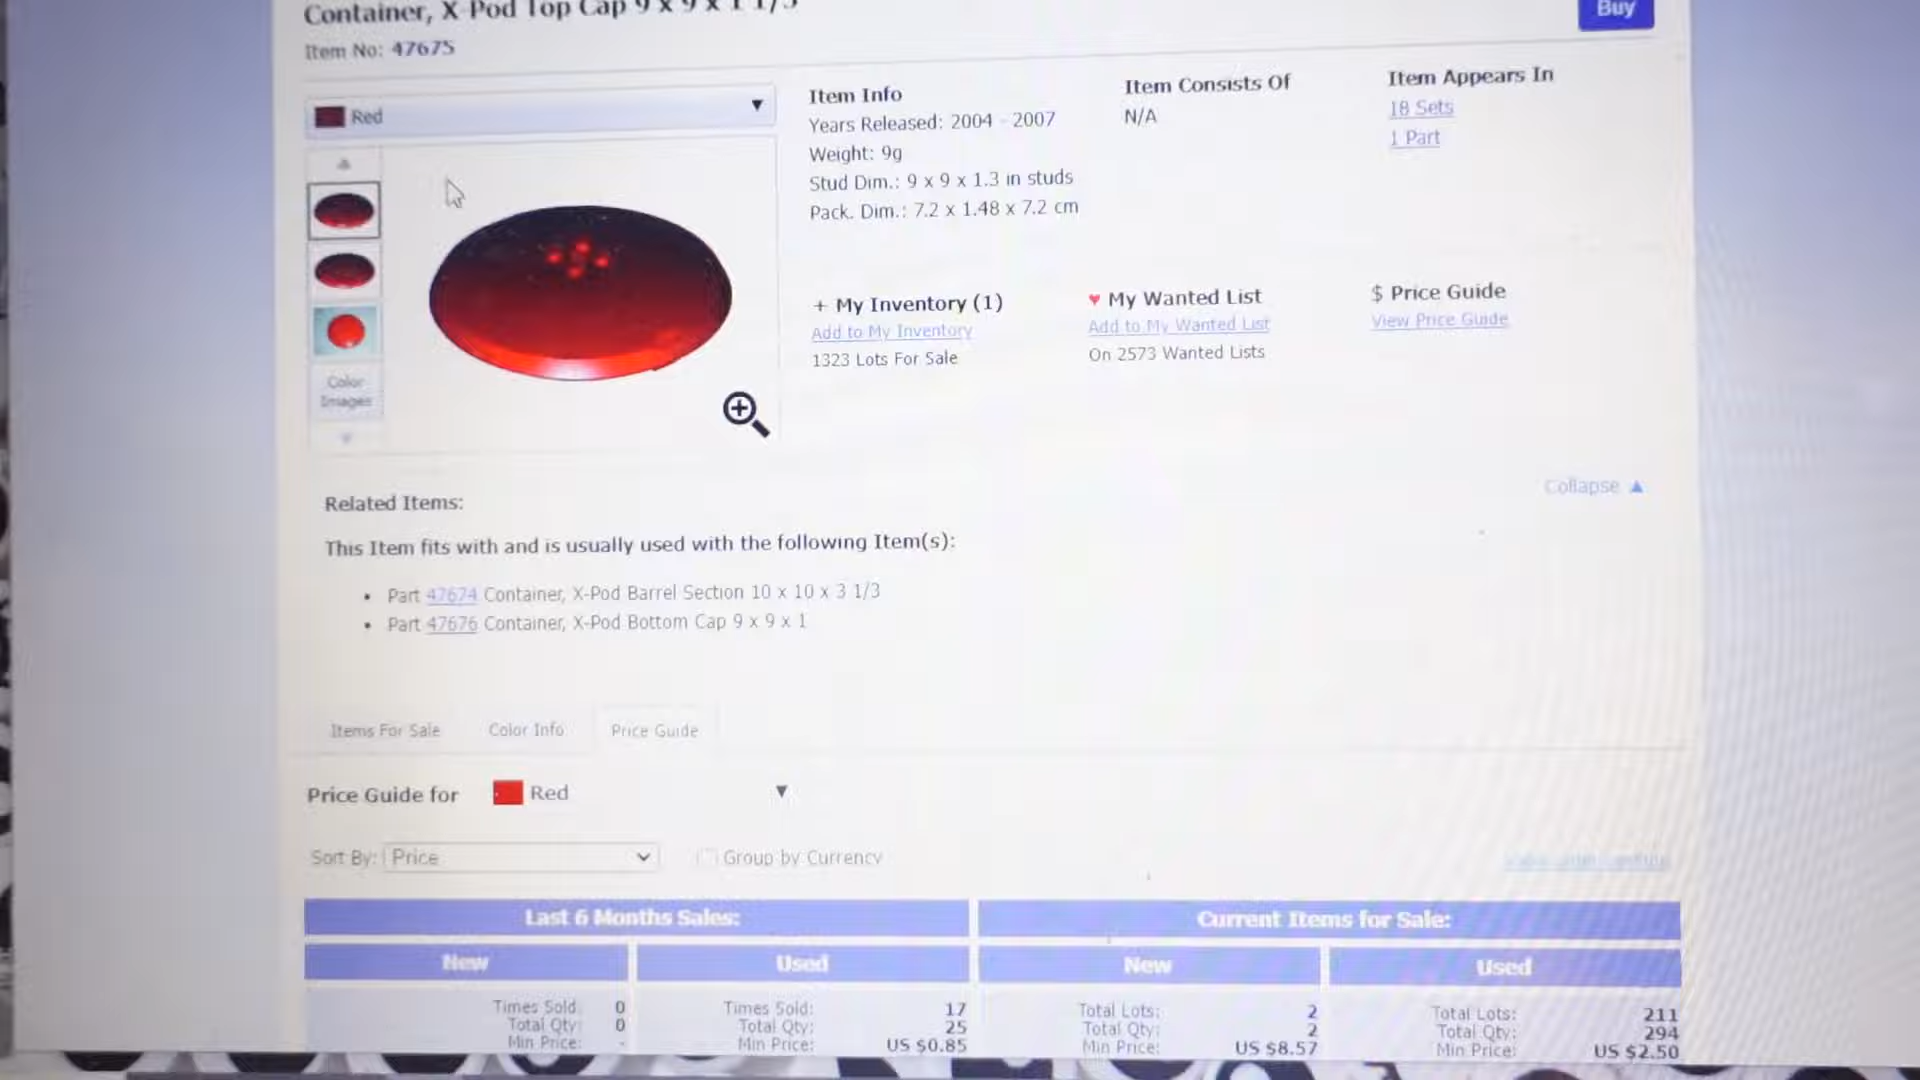 Container, X-Pod Top Cap 9 x 9 x 1 1/3
Buy
Item No: 47675
Red
Color
Images
Item Info
Years Released: 2004 - 2007
Weight: 9g
Stud Dim.: 9 x 9 x 1.3 in studs
Pack. Dim.: 7.2 x 1.48 x 7.2 cm
Item Consists Of
N/A
Item Appears In
18 Sets
1 Part
+ My Inventory (1)
Add to My Inventory
1323 Lots For Sale
♥ My Wanted List
Add to My Wanted List
On 2573 Wanted Lists
$ Price Guide
View Price Guide
Collapse ▲
Related Items:
This Item fits with and is usually used with the following Item(s):
• Part 47674 Container, X-Pod Barrel Section 10 x 10 x 3 1/3
• Part 47676 Container, X-Pod Bottom Cap 9 x 9 x 1
Items For Sale
Color Info
Price Guide
Price Guide for Red
Sort By: Price
Group by Currency
Last 6 Months Sales:
Current Items for Sale:
New
Used
New
Used
Times Sold: 0
Total Qty: 0
Min Price: -
Times Sold: 17
Total Qty: 25
Min Price: US $0.85
Total Lots: 2
Total Qty: 2
Min Price: US $8.57
Total Lots: 211
Total Qty: 294
Min Price: US $2.50